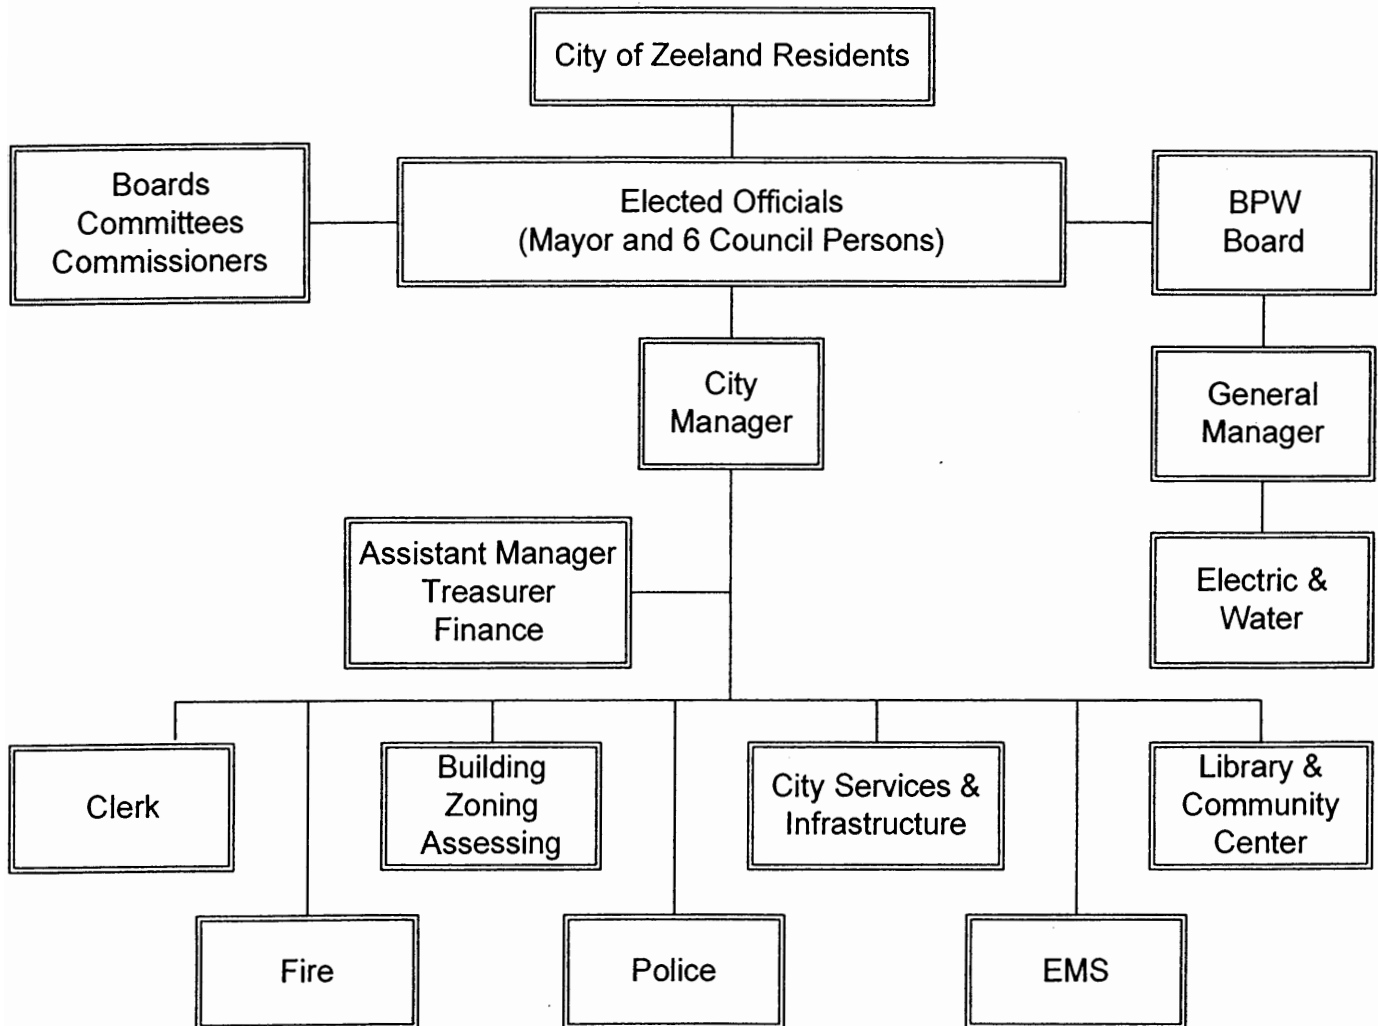 City of Zeeland Residents
Boards
Committees
Commissioners
Elected Officials
(Mayor and 6 Council Persons)
BPW
Board
City
Manager
General
Manager
Assistant Manager
Treasurer
Finance
Electric &
Water
Clerk
Building
Zoning
Assessing
City Services &
Infrastructure
Library &
Community
Center
Fire
Police
EMS